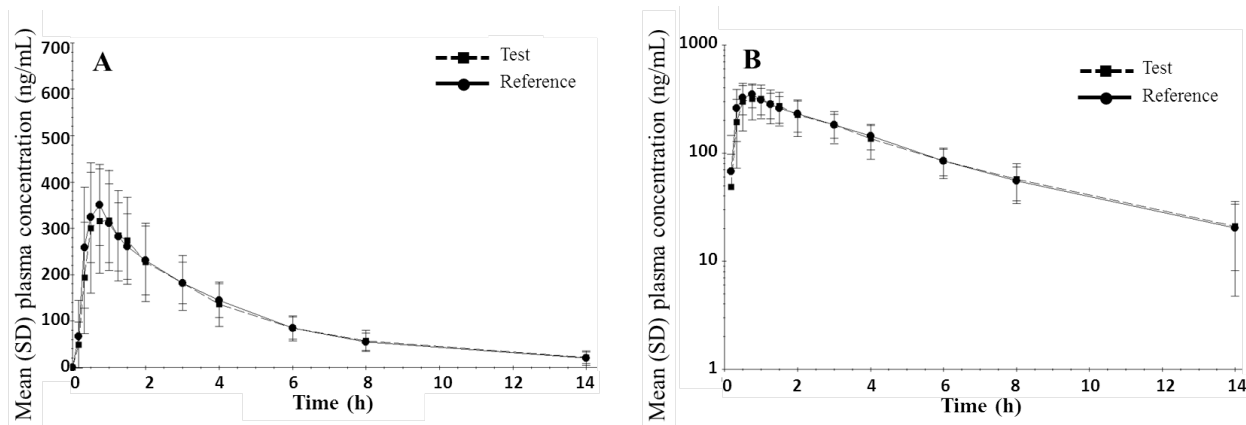 Mean (SD) plasma concentration (ng/mL)
700
600
500
400
300
200
100
0
A
Test
Reference
0 2 4 6 8 10 12 14
Time (h)
Mean (SD) plasma concentration (ng/mL)
1000
100
10
1
B
Test
Reference
0 2 4 6 8 10 12 14
Time (h)